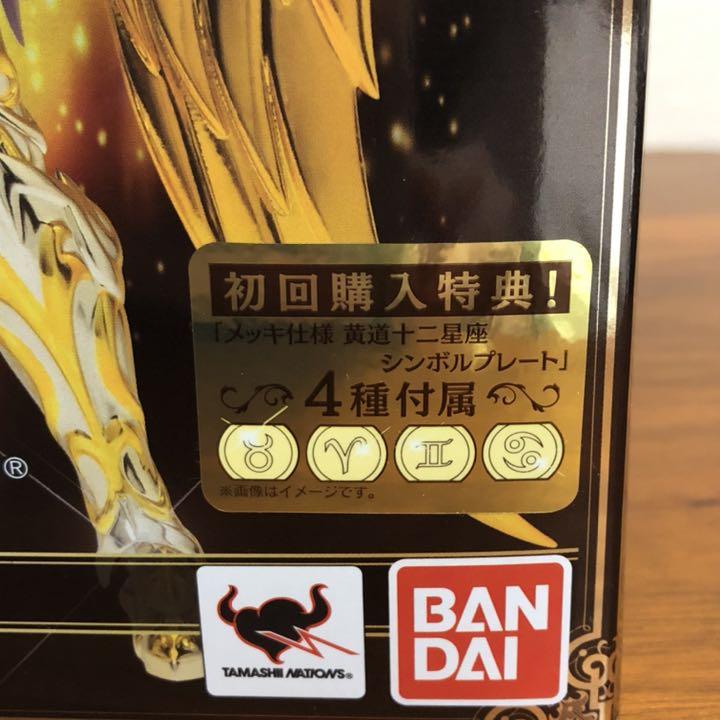 初回購入特典!
「メッキ仕様 黄道十二星座
シンボルプレート」
4種付属
♉ ♈ ♊ ♋
※画像はイメージです。
®
TAMASHII NATIONS®
BAN
DAI